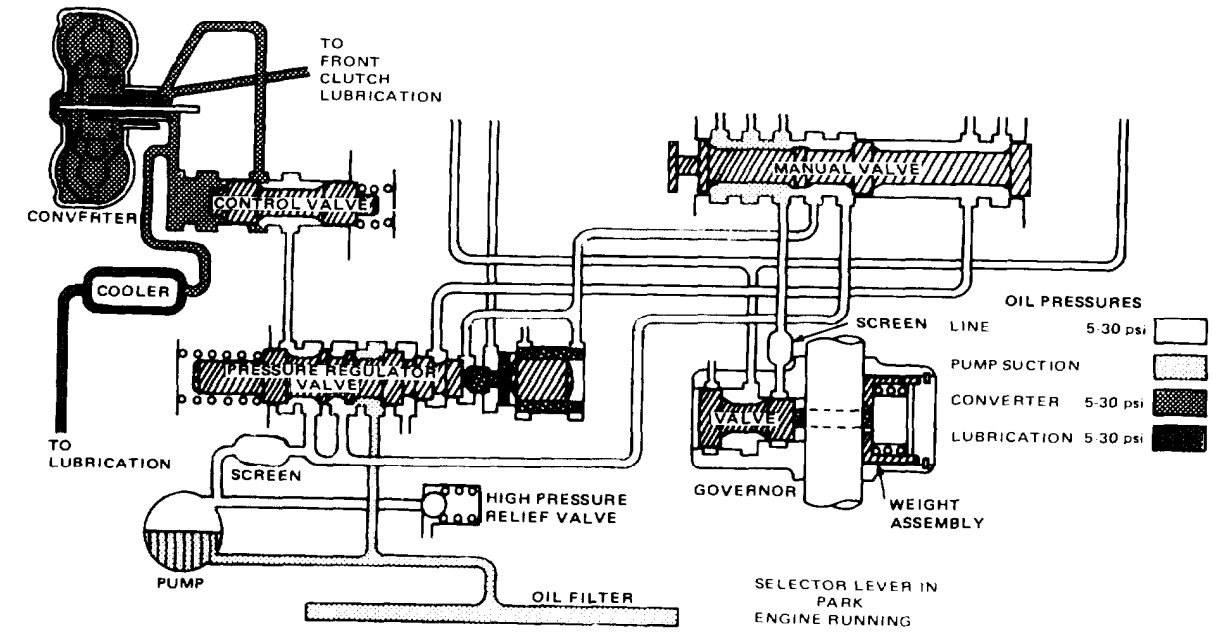 TO
FRONT
CLUTCH
LUBRICATION
CONVERTER
CONTROL VALVE
MANUAL VALVE
COOLER
OIL PRESSURES
SCREEN
LINE 5-30 psi
PUMP SUCTION
CONVERTER 5-30 psi
LUBRICATION 5-30 psi
PRESSURE REGULATOR
VALVE
VALVE
TO
LUBRICATION
SCREEN
GOVERNOR
WEIGHT
ASSEMBLY
HIGH PRESSURE
RELIEF VALVE
PUMP
OIL FILTER
SELECTOR LEVER IN
PARK
ENGINE RUNNING